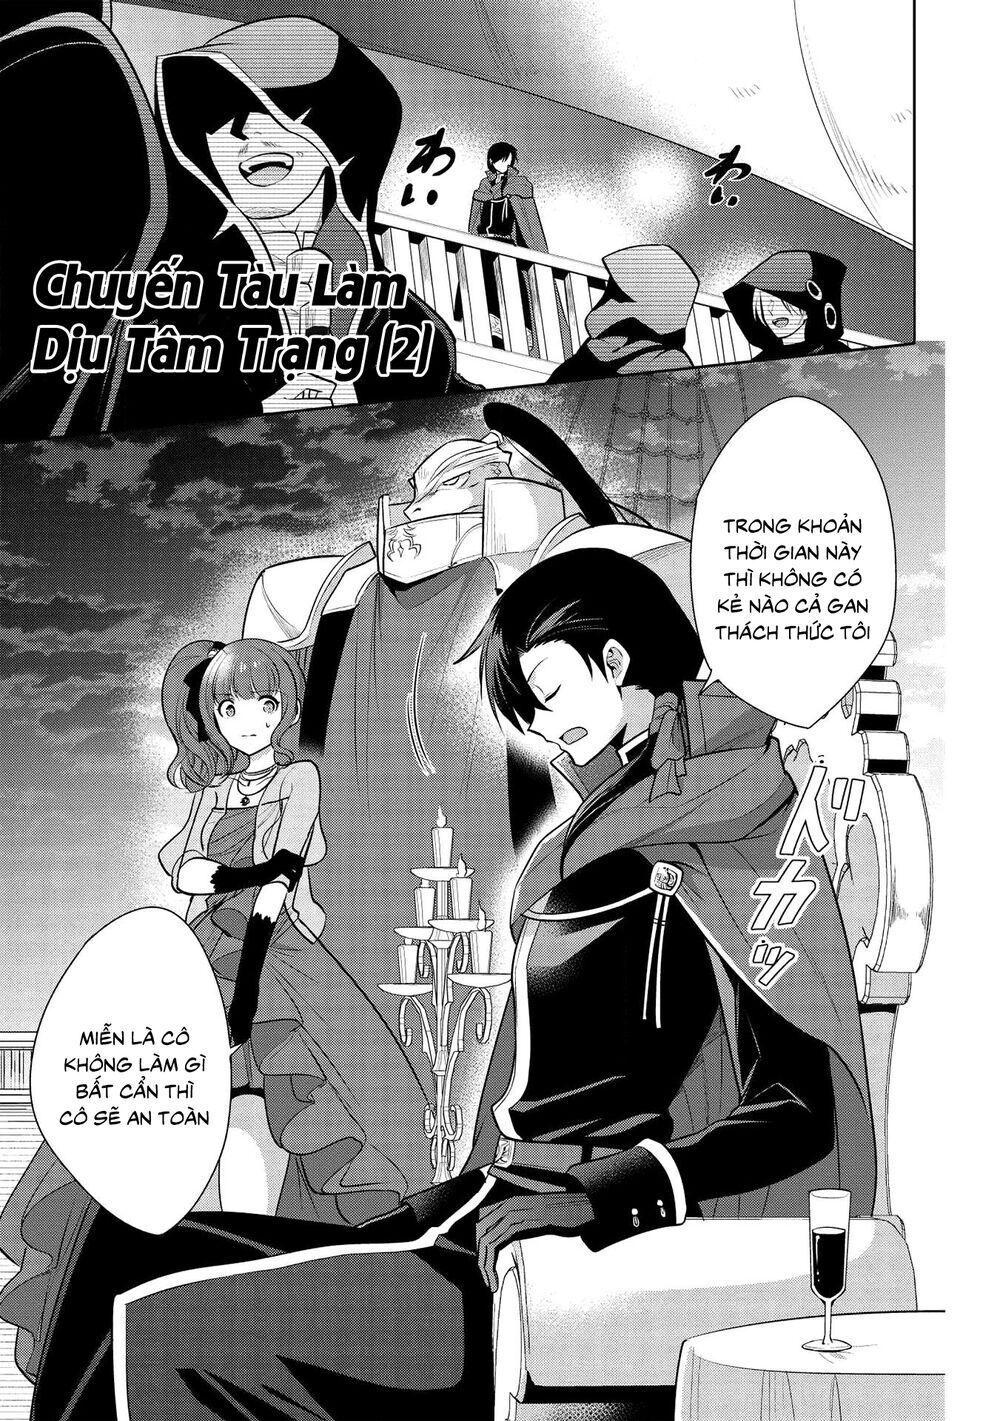 わい
わい
Chuyến Tàu Làm
Dịu Tâm Trạng (2)
TRONG KHOẢN
THỜI GIAN NÀY
THÌ KHÔNG CÓ
KẺ NÀO CẢ GAN
THÁCH THỨC TÔI
ドカッ
MIỄN LÀ CÔ
KHÔNG LÀM GÌ
BẤT CẨN THÌ
CÔ SẼ AN TOÀN